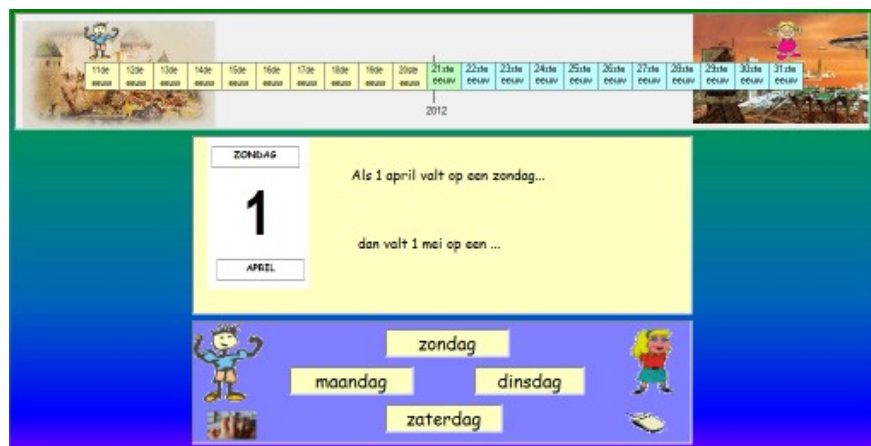 11de 12de 13de 14de 15de 16de 17de 18de 19de 20ste 21ste 22ste 23ste 24ste 25ste 26ste 27ste 28ste 29ste 30ste 31ste
eeuw eeuw eeuw eeuw eeuw eeuw eeuw eeuw eeuw eeuw eeuw eeuw eeuw eeuw eeuw eeuw eeuw eeuw eeuw eeuw eeuw
2012
ZONDAG
1
APRIL
Als 1 april valt op een zondag...
dan valt 1 mei op een ...
zondag
maandag dinsdag
zaterdag